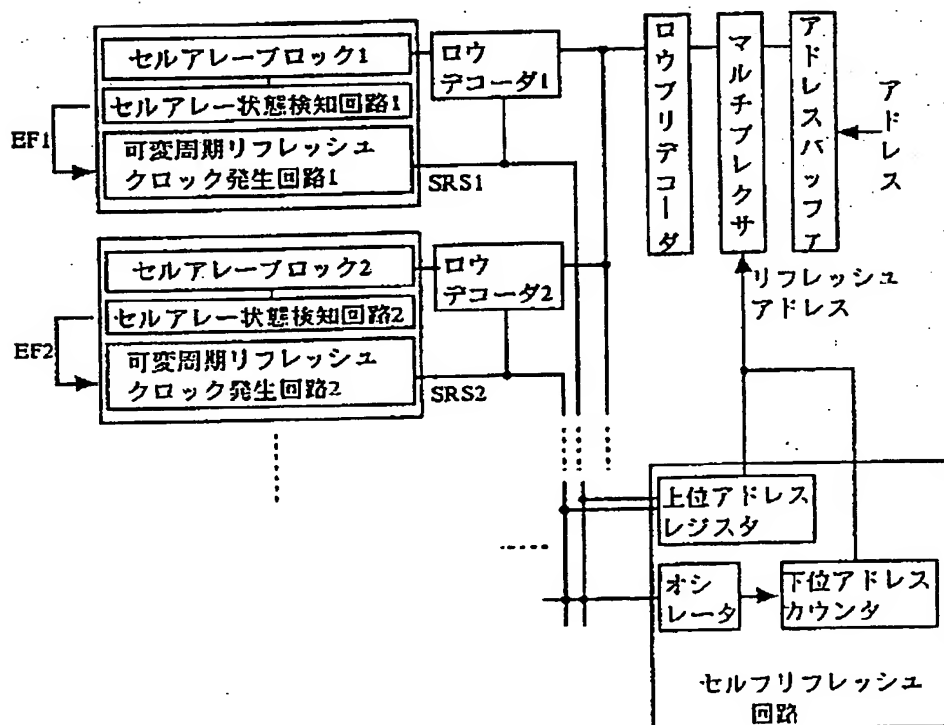 セルアレーブロック1
セルアレー状態検知回路1
EF1
可変周期リフレッシュ
クロック発生回路1
SRS1
ロウ
デコーダ1
ロウプリデコーダ
マルチプレクサ
アドレスバッファ
アドレス
セルアレーブロック2
セルアレー状態検知回路2
EF2
可変周期リフレッシュ
クロック発生回路2
SRS2
ロウ
デコーダ2
リフレッシュ
アドレス
上位アドレス
レジスタ
オシ
レータ
下位アドレス
カウンタ
セルフリフレッシュ
回路